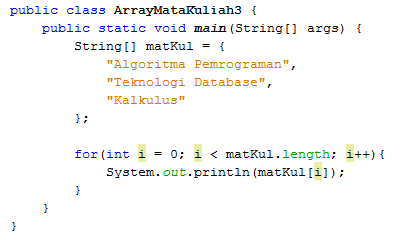 public class ArrayMataKuliah3 {
    public static void main(String[] args) {
        String[] matKul = {
            "Algoritma Pemrograman",
            "Teknologi Database",
            "Kalkulus"
        };

        for(int i = 0; i < matKul.length; i++){
            System.out.println(matKul[i]);
        }
    }
}